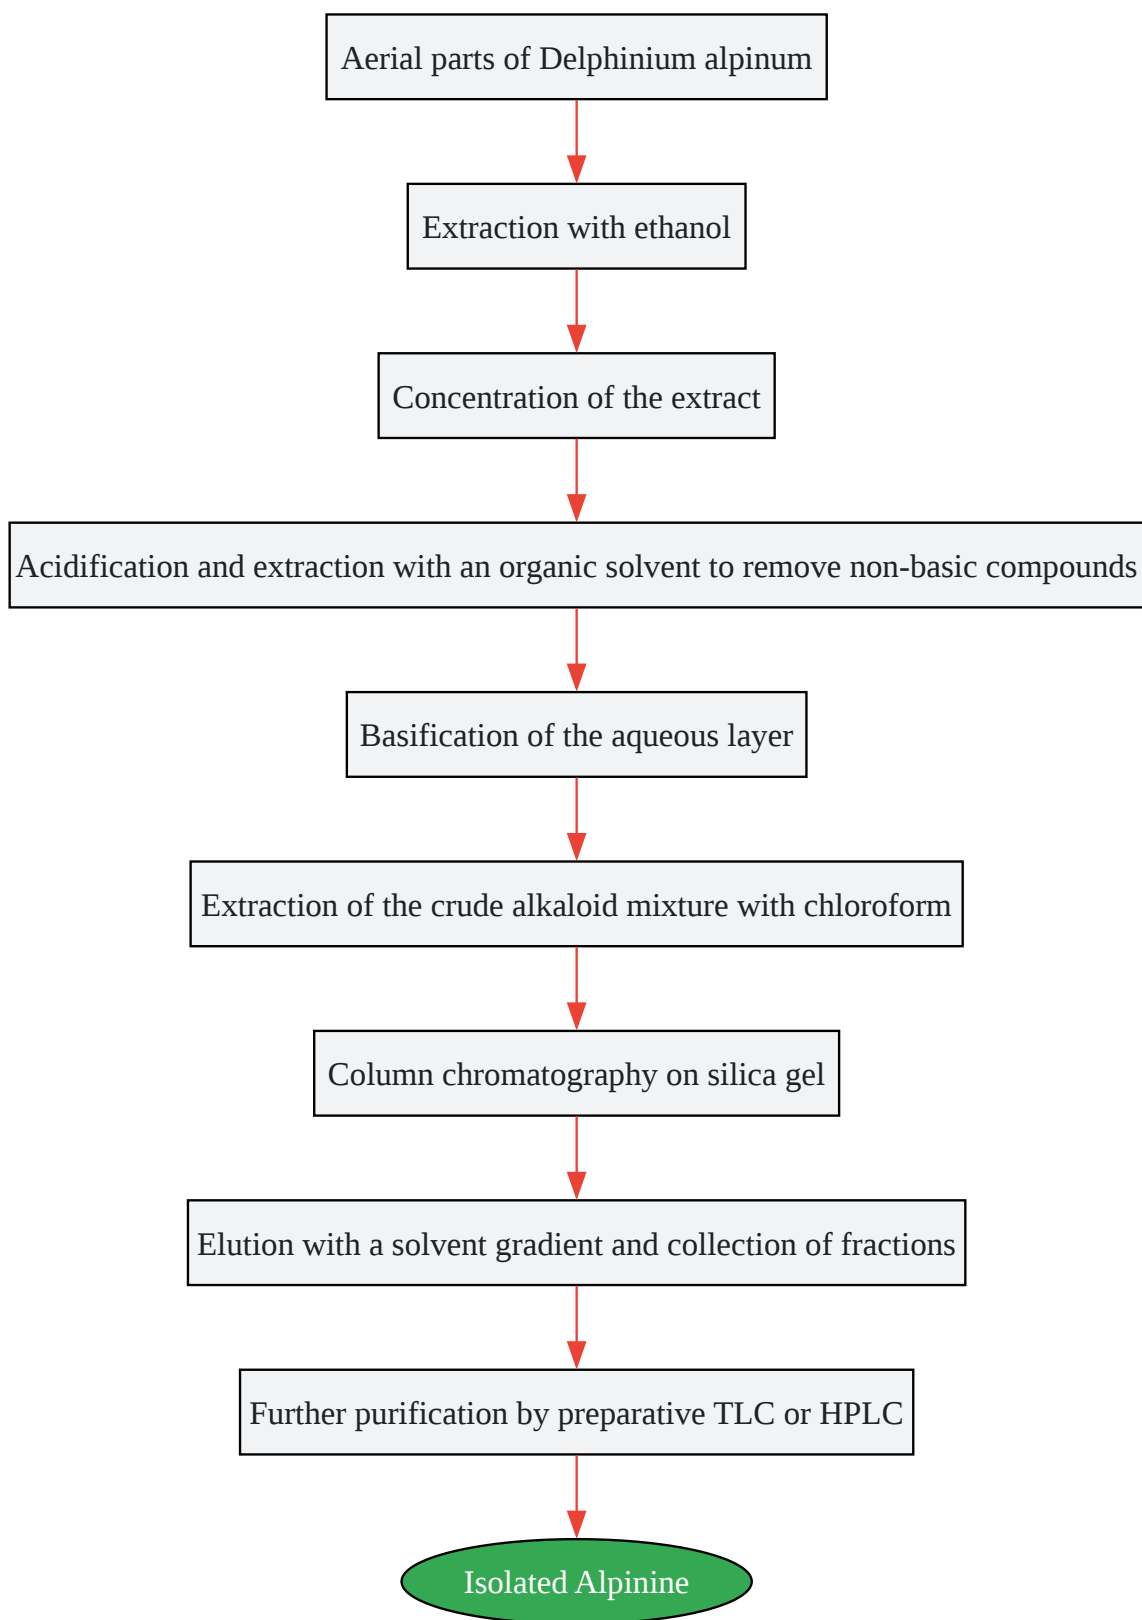 Aerial parts of Delphinium alpinum
Extraction with ethanol
Concentration of the extract
Acidification and extraction with an organic solvent to remove non-basic compounds
Basification of the aqueous layer
Extraction of the crude alkaloid mixture with chloroform
Column chromatography on silica gel
Elution with a solvent gradient and collection of fractions
Further purification by preparative TLC or HPLC
Isolated Alpinine